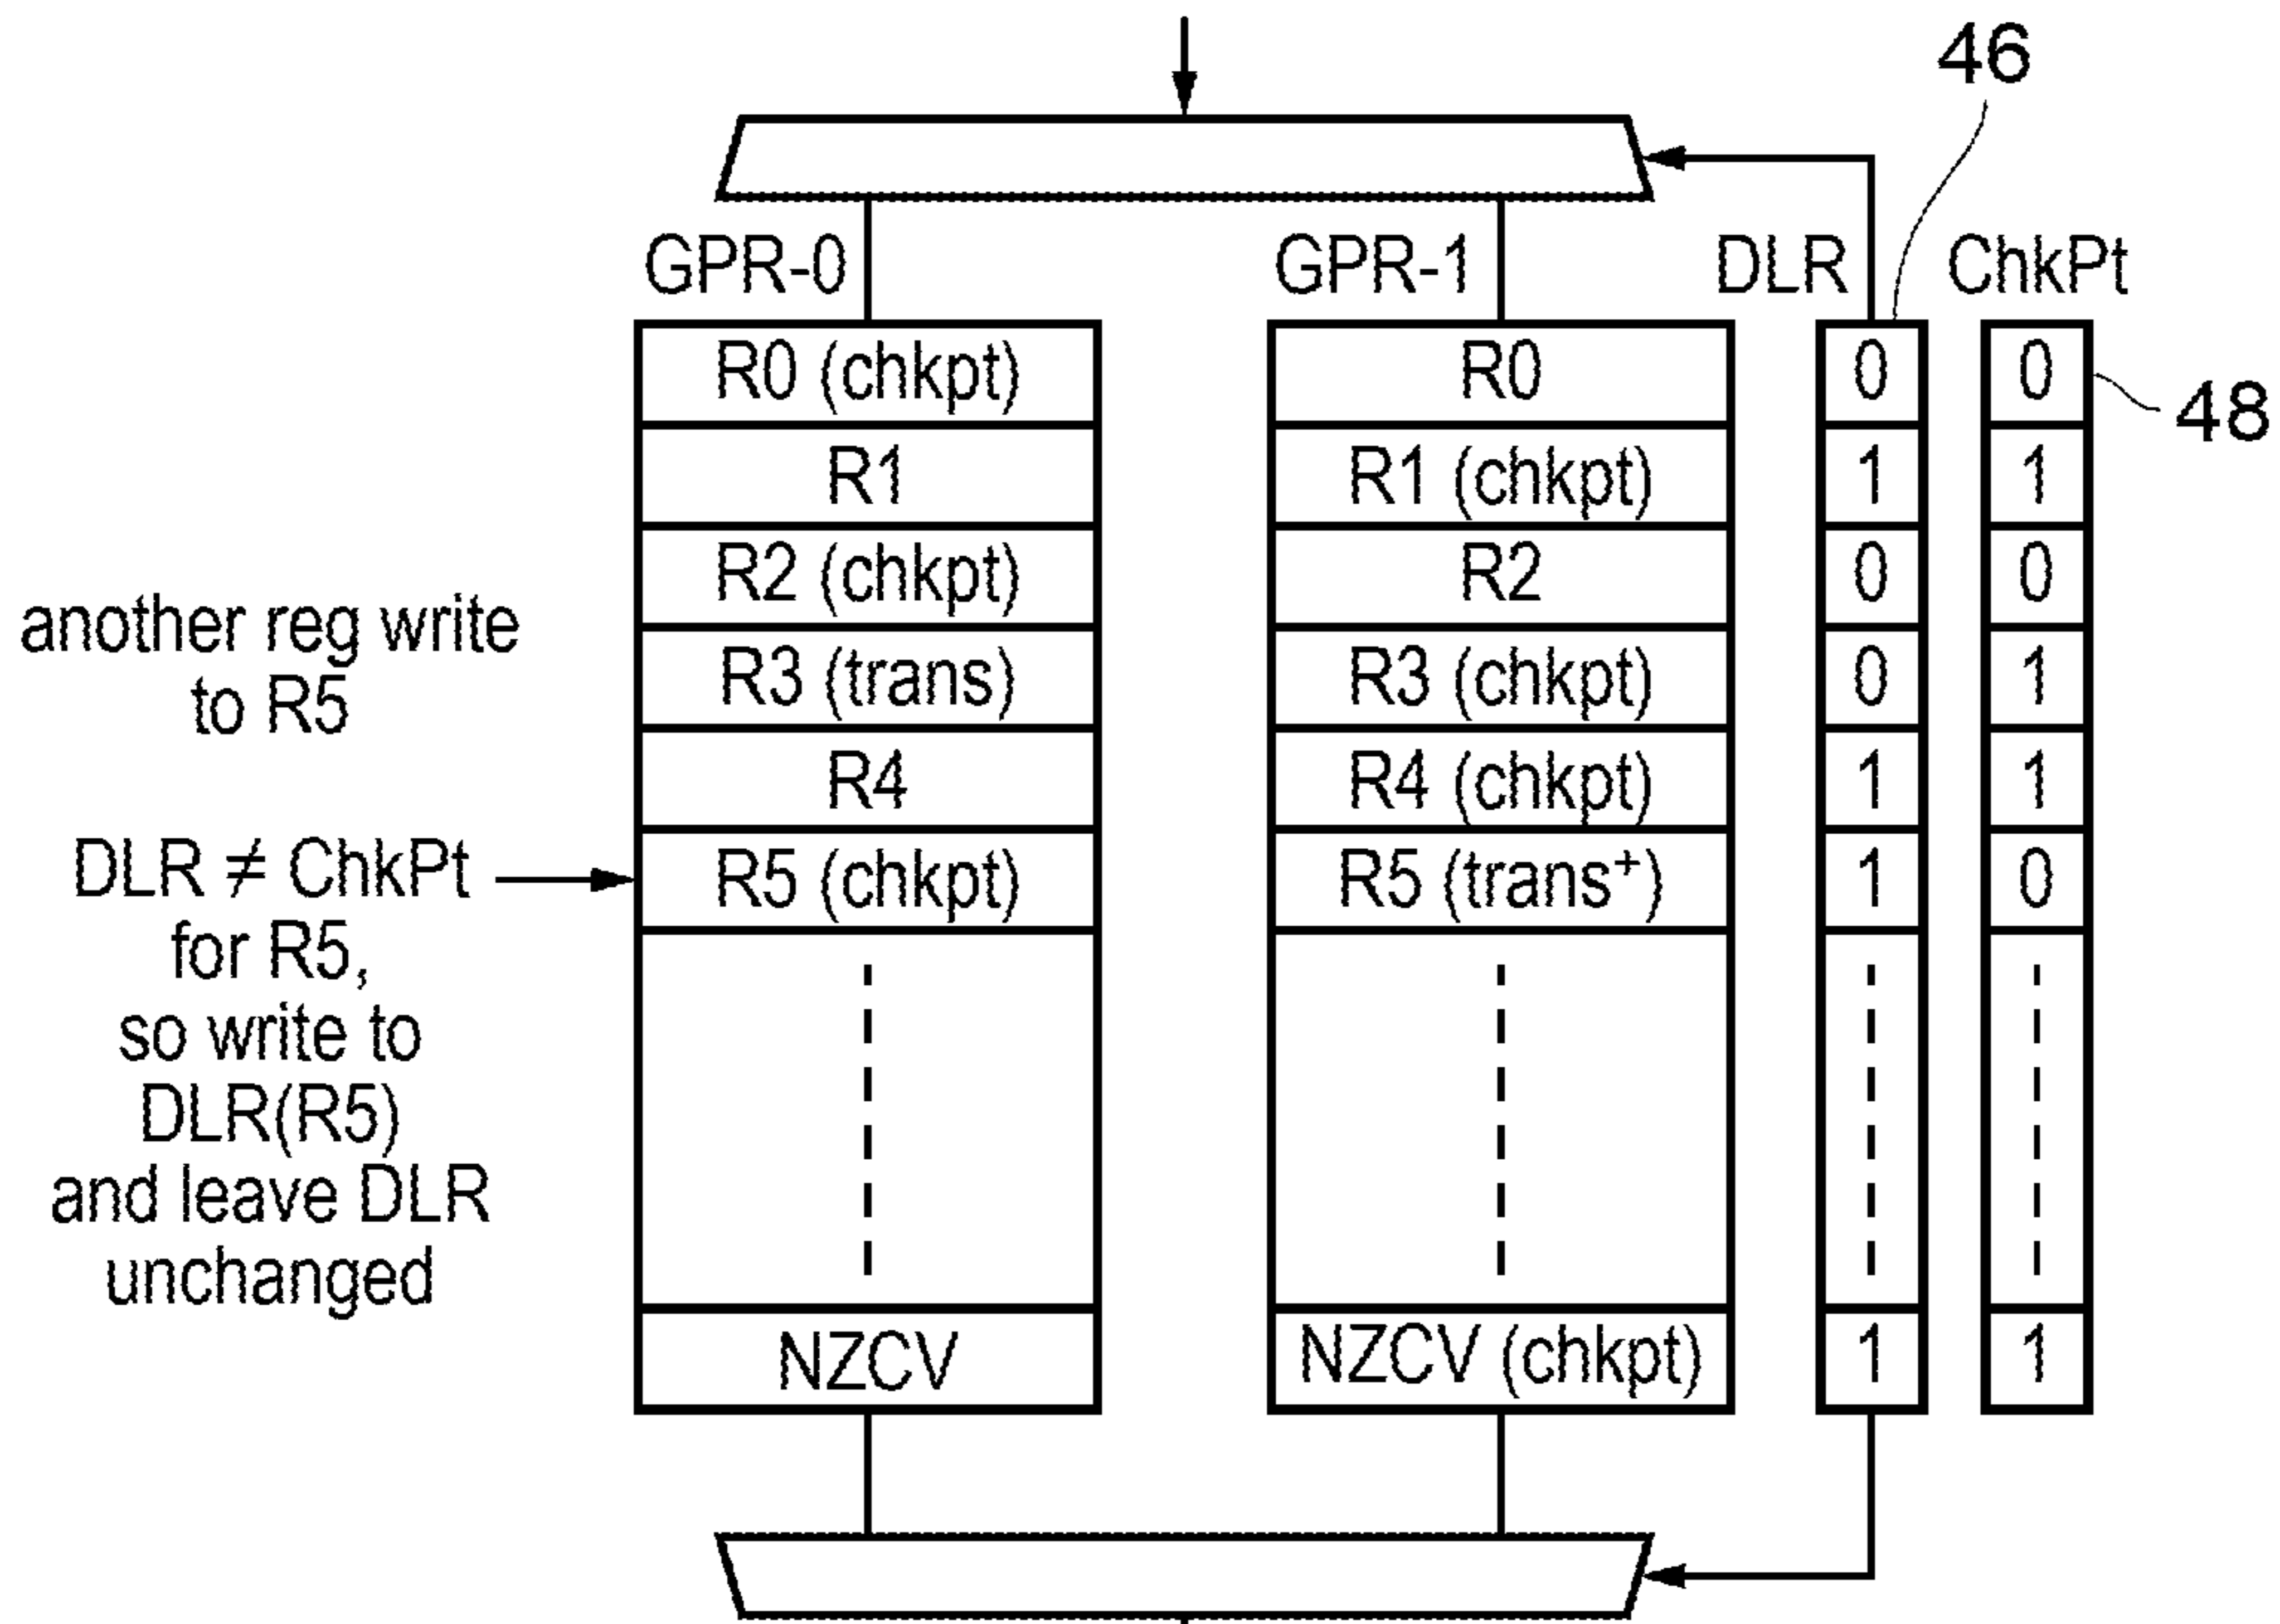 46
GPR-0 GPR-1 DLR ChkPt
R0 (chkpt) R0 0 0
48
R1 R1 (chkpt) 1 1
R2 (chkpt) R2 0 0
another reg write
to R5
R3 (trans) R3 (chkpt) 0 1
R4 R4 (chkpt) 1 1
DLR ≠ ChkPt
for R5,
so write to
DLR(R5)
and leave DLR
unchanged
R5 (chkpt) R5 (trans⁺) 1 0
NZCV NZCV (chkpt) 1 1